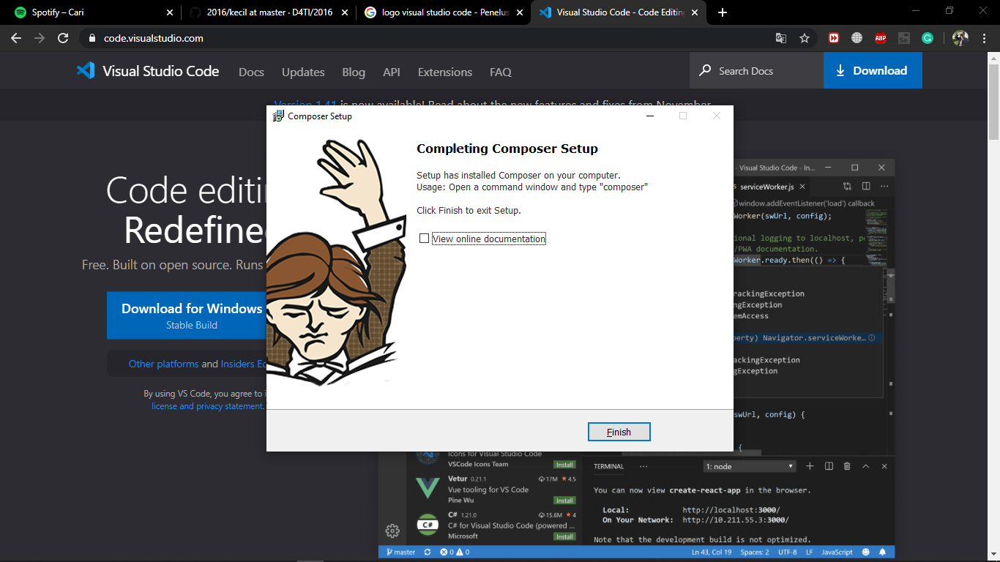 Spotify – Cari
2016/kecil at master · D4TI/2016
logo visual studio code - Penelus
Visual Studio Code - Code Editing
code.visualstudio.com
ABP
Visual Studio Code
Docs
Updates
Blog
API
Extensions
FAQ
Search Docs
Download
Version 1.41 is now available! Read about the new features and fixes from November.
Composer Setup
Completing Composer Setup
Setup has installed Composer on your computer.
Usage: Open a command window and type "composer"
Click Finish to exit Setup.
View online documentation
Finish
Code editi
Redefine
Free. Built on open source. Runs
Download for Windows
Stable Build
Other platforms and Insiders Ed
By using VS Code, you agree to i
license and privacy statement.
- Visual Studio Code - In...
serviceWorker.js
window.addEventListener('load') callback
Worker(swUrl, config);
ional logging to localhost, po
/PWA documentation.
Worker.ready.then(() => {
rackingException
ngException
emAccess
perty) Navigator.serviceWorke…
ackingException
gException
swUrl, config) {
{
Icons for Visual Studio Code
VSCode Icons Team
Install
Vetur 0.21.1
17M
4.5
Vue tooling for VS Code
Pine Wu
Install
C# 1.21.0
15.6M
4
C#
C# for Visual Studio Code (powered ...
Microsoft
Install
TERMINAL
...
1: node
You can now view create-react-app in the browser.
Local: http://localhost:3000/
On Your Network: http://10.211.55.3:3000/
Note that the development build is not optimized.
master
0
0
Ln 43, Col 19
Spaces: 2
UTF-8
LF
JavaScript